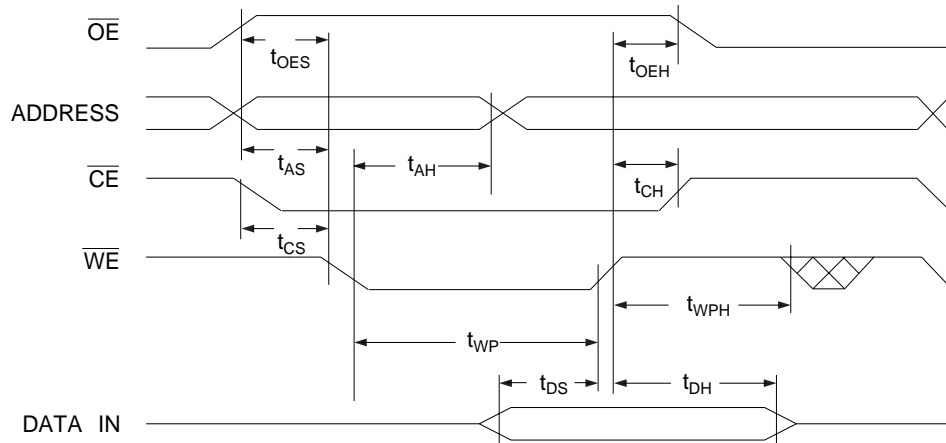 OE
tOES
tOEH
ADDRESS
tAS
tAH
CE
tCH
tCS
WE
tWPH
tWP
tDS
tDH
DATA IN